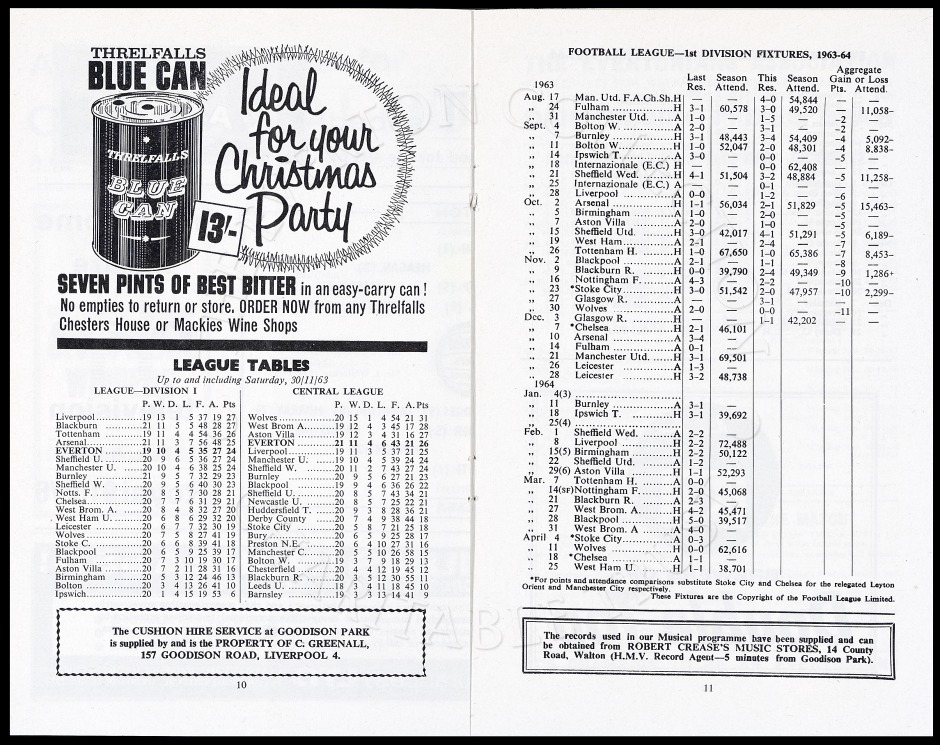 THRELFALLS
BLUE CAN
THRELFALLS
BLUE
CAN
13/-
Ideal
for your
Christmas
Party
SEVEN PINTS OF BEST BITTER in an easy-carry can!
No empties to return or store. ORDER NOW from any Threlfalls
Chesters House or Mackies Wine Shops
LEAGUE TABLES
Up to and including Saturday, 30/11/63
LEAGUE—DIVISION I
P. W. D. L. F. A. Pts
Liverpool 19 13 1 5 37 19 27
Blackburn 21 11 5 5 48 28 27
Tottenham 19 11 4 4 54 36 26
Arsenal 21 11 3 7 56 48 25
EVERTON 19 10 4 5 35 27 24
Sheffield U. 20 9 6 5 36 27 24
Manchester U. 20 10 4 6 38 25 24
Burnley 21 9 5 7 32 29 23
Sheffield W. 20 9 5 6 40 30 23
Notts. F. 20 8 5 7 30 28 21
Chelsea 20 7 7 6 31 29 21
West Brom. A. 20 8 4 8 32 27 20
West Ham U. 20 6 8 6 29 32 20
Leicester 20 6 7 7 32 30 19
Wolves 20 7 5 8 27 41 19
Stoke C. 20 6 6 8 39 41 18
Blackpool 20 6 5 9 25 39 17
Fulham 20 7 3 10 19 30 17
Aston Villa 20 7 2 11 28 31 16
Birmingham 20 5 3 12 24 46 13
Bolton 20 3 4 13 26 41 10
Ipswich 20 1 4 15 19 53 6
CENTRAL LEAGUE
P. W. D. L. F. A. Pts
Wolves 20 15 1 4 54 21 31
West Brom A. 19 12 4 3 45 17 28
Aston Villa 19 12 3 4 31 16 27
EVERTON 21 11 4 6 43 21 26
Liverpool 19 11 3 5 37 21 25
Manchester U. 19 10 4 5 39 24 24
Sheffield W. 20 11 2 7 43 27 24
Burnley 20 9 5 6 27 21 23
Blackpool 19 9 4 6 36 26 22
Sheffield U. 20 8 5 7 43 34 21
Newcastle U. 20 8 5 7 25 22 21
Huddersfield T. 20 9 3 8 28 36 21
Derby County 20 7 4 9 38 44 18
Stoke City 20 5 8 7 21 25 18
Bury 20 6 5 9 25 28 17
Preston N.E. 20 6 4 10 27 31 16
Manchester C. 20 5 5 10 26 58 15
Bolton W. 19 3 7 9 18 29 13
Chesterfield 20 4 4 12 19 45 12
Blackburn R. 20 3 5 12 30 55 11
Leeds U. 18 3 4 11 18 45 10
Barnsley 19 3 3 13 14 41 9
The CUSHION HIRE SERVICE at GOODISON PARK
is supplied by and is the PROPERTY OF C. GREENALL,
157 GOODISON ROAD, LIVERPOOL 4.
10
FOOTBALL LEAGUE—1st DIVISION FIXTURES, 1963-64
Last Season This Season Aggregate Gain or Loss
Res. Attend. Res. Attend. Pts. Attend.
1963
Aug. 17 Man. Utd. F.A.Ch.Sh.H — — 4–0 54,844 — —
„ 24 Fulham H 3–1 60,578 3–0 49,520 — 11,058–
„ 31 Manchester Utd. A 1–0 — 1–5 — –2 —
Sept. 4 Bolton W. A 2–0 — 3–1 — –2 —
„ 7 Burnley H 3–1 48,443 3–4 54,409 –4 5,092–
„ 11 Bolton W. H 1–0 52,047 2–0 48,301 –4 8,838–
„ 14 Ipswich T. A 3–0 — 0–0 — –5 —
„ 18 Internazionale (E.C.) H — — 0–0 62,408 — —
„ 21 Sheffield Wed. H 4–1 51,504 3–2 48,884 –5 11,258–
„ 25 Internazionale (E.C.) A — — 0–1 — — —
„ 28 Liverpool A 0–0 — 1–2 — –6 —
Oct. 2 Arsenal H 1–1 56,034 2–1 51,829 –5 15,463–
„ 5 Birmingham A 1–0 — 2–0 — –5 —
„ 7 Aston Villa A 2–0 — 1–0 — –5 —
„ 15 Sheffield Utd. H 3–0 42,017 4–1 51,291 –5 6,189–
„ 19 West Ham A 2–1 — 2–4 — –7 —
„ 26 Tottenham H. H 1–0 67,650 1–0 65,386 –7 8,453–
Nov. 2 Blackpool A 2–1 — 1–1 — –8 —
„ 9 Blackburn R. H 0–0 39,790 2–4 49,349 –9 1,286+
„ 16 Nottingham F. A 4–3 — 2–2 — –10 —
„ 23 *Stoke City H 3–0 51,542 2–0 47,957 –10 2,299–
„ 27 Glasgow R. A — — 3–1 — — —
„ 30 Wolves A 2–0 — 0–0 — –11 —
Dec. 3 Glasgow R. H — — 1–1 42,202 — —
„ 7 *Chelsea H 2–1 46,101
„ 10 Arsenal A 3–4 —
„ 14 Fulham A 0–1 —
„ 21 Manchester Utd. H 3–1 69,501
„ 26 Leicester A 1–3 —
„ 28 Leicester H 3–2 48,738
1964
Jan. 4(3)
„ 11 Burnley A 3–1 —
„ 18 Ipswich T. H 3–1 39,692
„ 25(4)
Feb. 1 Sheffield Wed. A 2–2 —
„ 8 Liverpool H 2–2 72,488
„ 15(5) Birmingham H 2–2 50,122
„ 22 Sheffield Utd. A 1–2 —
„ 29(6) Aston Villa H 1–1 52,293
Mar. 7 Tottenham H. A 0–0 —
„ 14(SF) Nottingham F. H 2–0 45,068
„ 21 Blackburn R. A 2–3 —
„ 27 West Brom. A. H 4–2 45,471
„ 28 Blackpool H 5–0 39,517
„ 31 West Brom. A A 4–0 —
April 4 *Stoke City A 0–3 —
„ 11 Wolves H 0–0 62,616
„ 18 *Chelsea A 1–1 —
„ 25 West Ham U. H 1–1 38,701
*For points and attendance comparisons substitute Stoke City and Chelsea for the relegated Leyton
Orient and Manchester City respectively.
These Fixtures are the Copyright of the Football League Limited.
The records used in our Musical programme have been supplied and can
be obtained from ROBERT CREASE'S MUSIC STORES, 14 County
Road, Walton (H.M.V. Record Agent—5 minutes from Goodison Park).
11